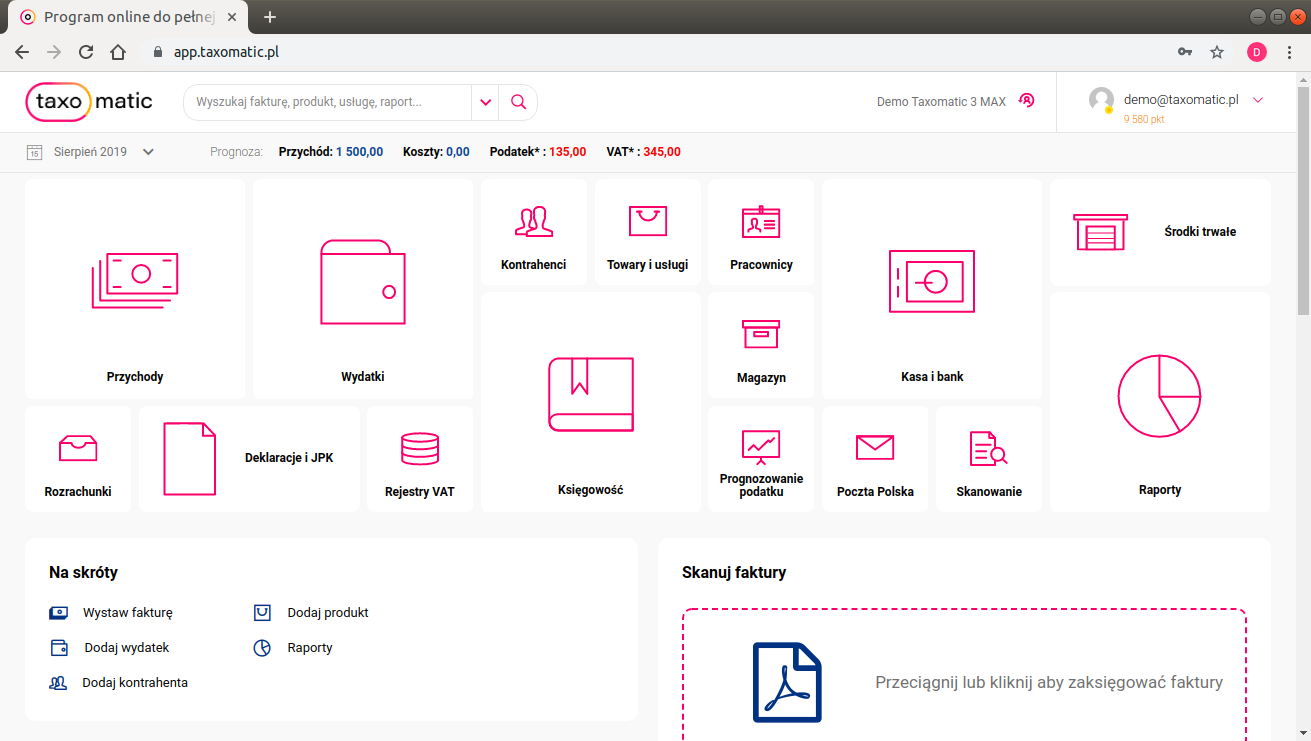 Program online do pełnej
app.taxomatic.pl
D
taxomatic
Wyszukaj fakturę, produkt, usługę, raport...
Demo Taxomatic 3 MAX
demo@taxomatic.pl
9 580 pkt
15
Sierpień 2019
Prognoza: Przychód: 1 500,00 Koszty: 0,00 Podatek* : 135,00 VAT* : 345,00
Przychody
Wydatki
Kontrahenci
Towary i usługi
Pracownicy
Kasa i bank
Środki trwałe
Magazyn
Rozrachunki
Deklaracje i JPK
Rejestry VAT
Księgowość
Prognozowanie
podatku
Poczta Polska
Skanowanie
Raporty
Na skróty
Wystaw fakturę
Dodaj produkt
Dodaj wydatek
Raporty
Dodaj kontrahenta
Skanuj faktury
Przeciągnij lub kliknij aby zaksięgować faktury